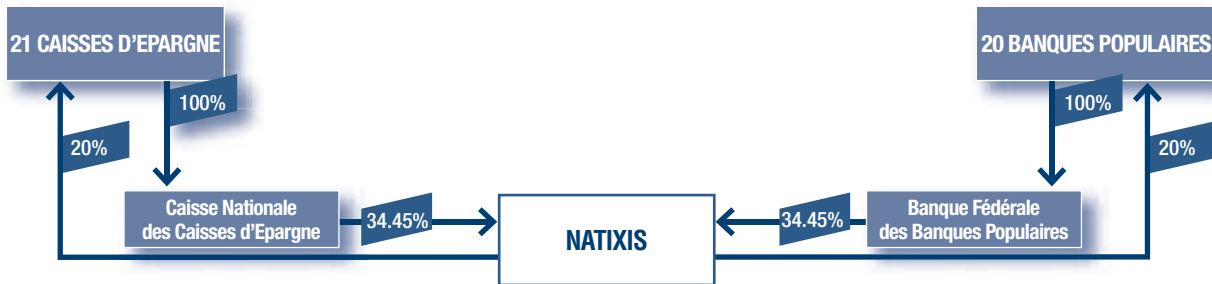 21 CAISSES D'EPARGNE
20 BANQUES POPULAIRES
100%
100%
20%
20%
Caisse Nationale
des Caisses d'Epargne
34.45%
NATIXIS
34.45%
Banque Fédérale
des Banques Populaires